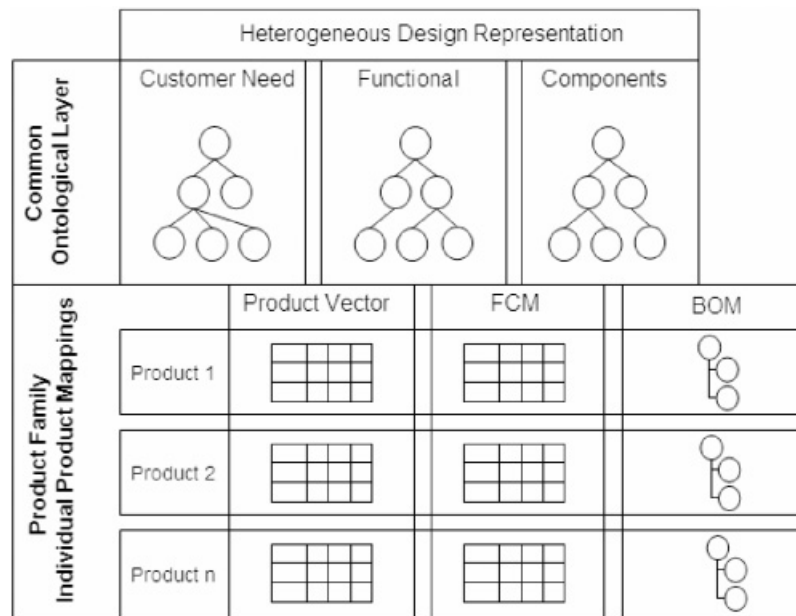 Heterogeneous Design Representation
Customer Need
Functional
Components
Common
Ontological Layer
Product Vector
FCM
BOM
Product Family
Individual Product Mappings
Product 1
Product 2
Product n